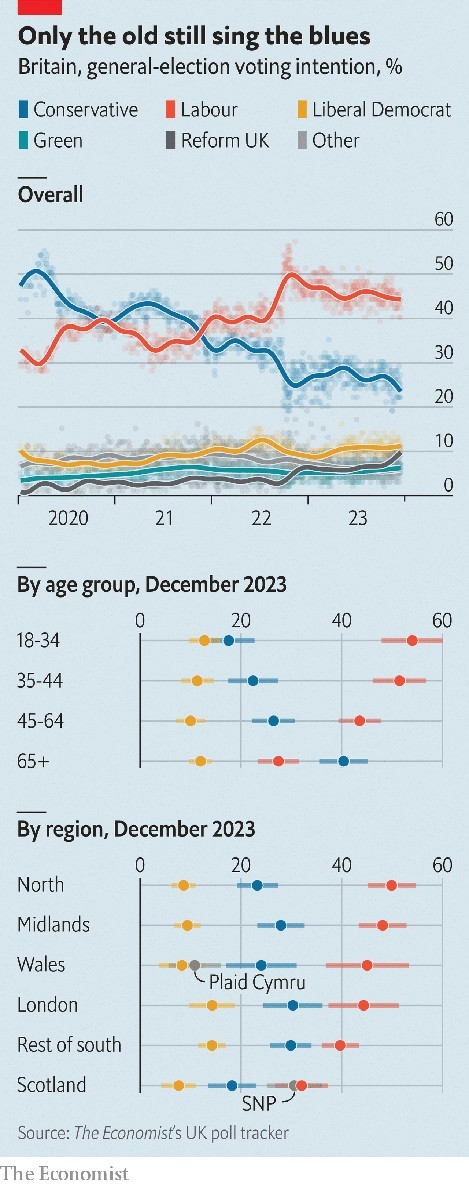 Only the old still sing the blues
Britain, general-election voting intention, %
Conservative Labour Liberal Democrat
Green Reform UK Other
Overall
60
50
40
30
20
10
0
2020 21 22 23
By age group, December 2023
0 20 40 60
18-34
35-44
45-64
65+
By region, December 2023
0 20 40 60
North
Midlands
Wales
Plaid Cymru
London
Rest of south
Scotland
SNP
Source: The Economist's UK poll tracker
The Economist